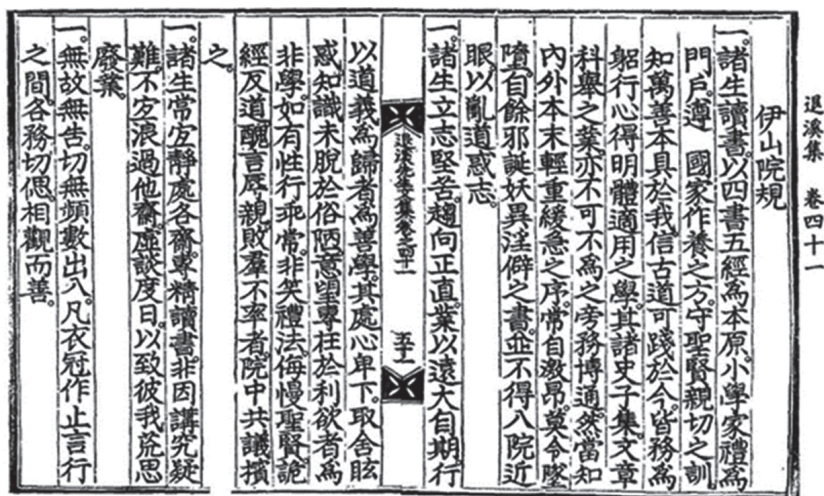 退溪集 卷四十一
伊山院規
一。諸生讀書。以四書五經爲本原。小學家禮爲
門戶。遵 國家作養之方。守聖賢親切之訓。
知萬善本具於我。信古道可踐於今。皆務爲
躬行心得明體適用之學。其諸史子集。文章
科擧之業。亦不可不爲之旁務博通。然當知
內外本末輕重緩急之序。常自激昂。莫令墜
墮。自餘邪誕妖異淫僻之書。並不得入院近
眼。以亂道惑志。
一。諸生立志堅苦。趨向正直。業以遠大自期。行
退溪先生文集卷之四十一 五十一
以道義爲歸者爲善學。其處心卑下。取舍眩
惑。知識未脫於俗陋。意望專在於利欲者爲
非學。如有性行乖常。非笑禮法。侮慢聖賢。詭
經反道。醜言辱親。敗羣不率者。院中共議擯
之。
一。諸生常宜靜處各齋。專精讀書。非因講究疑
難。不宜浪過他齋。虛談度日。以致彼我荒思
廢業。
一。無故無告。切無頻數出入。凡衣冠作止言行
之間。各務切偲。相觀而善。